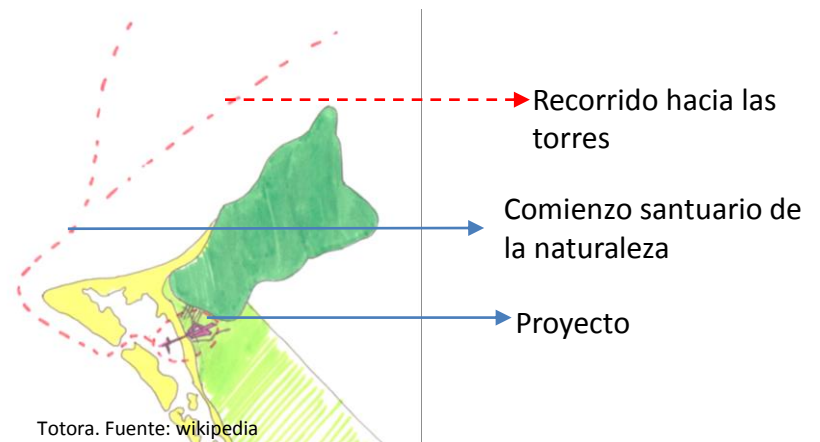 Recorrido hacia las
torres
Comienzo santuario de
la naturaleza
Proyecto
Totora. Fuente: wikipedia